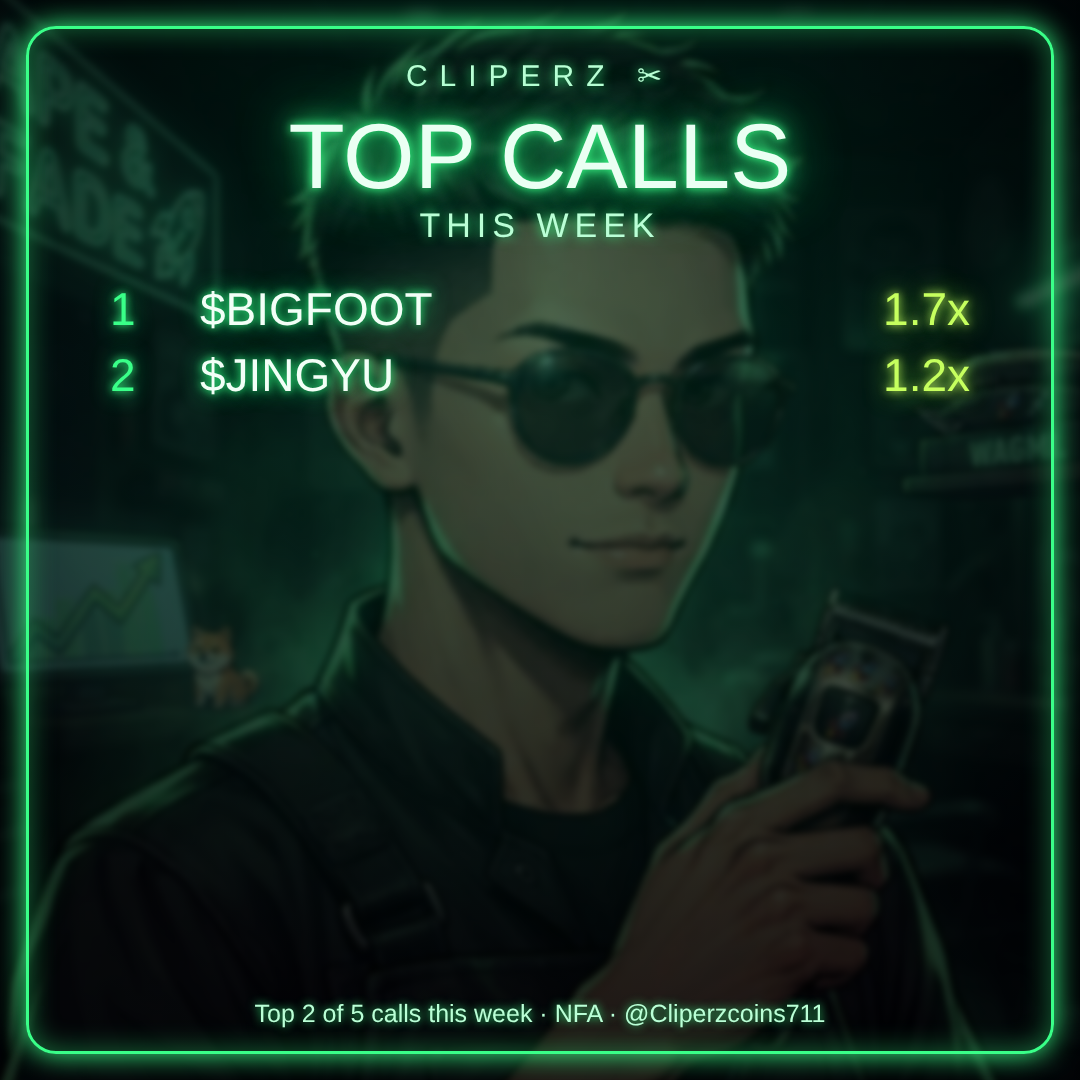 CLIPERZ ✂
TOP CALLS
THIS WEEK
1 $BIGFOOT 1.7x
2 $JINGYU 1.2x
Top 2 of 5 calls this week · NFA · @Cliperzcoins711